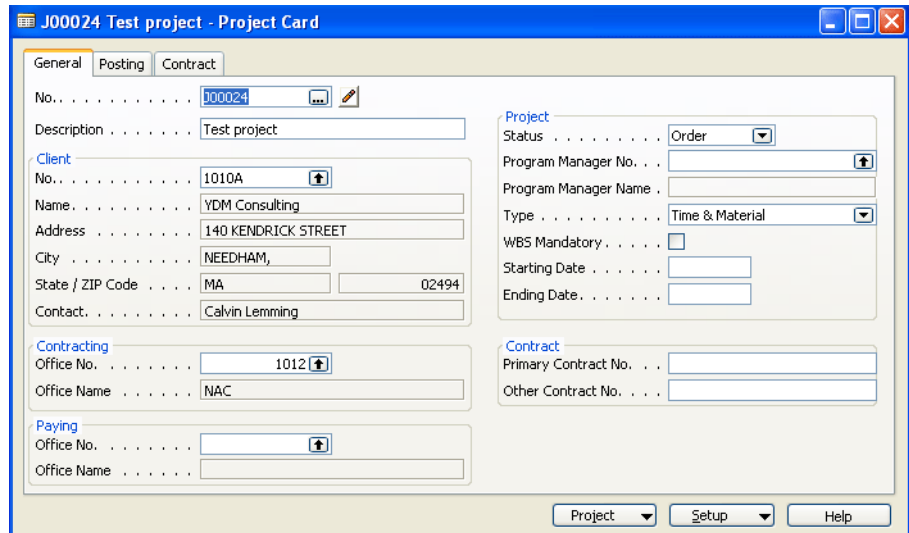 J00024 Test project - Project Card
General Posting Contract
No. . . . . . . . . . . . J00024
Description . . . . . . . Test project
Client
No. . . . . . . . . . . . 1010A
Name. . . . . . . . . . . YDM Consulting
Address . . . . . . . . 140 KENDRICK STREET
City . . . . . . . . . . NEEDHAM,
State / ZIP Code . . . . MA 02494
Contact. . . . . . . . . Calvin Lemming
Contracting
Office No. . . . . . . . 1012
Office Name . . . . . . NAC
Paying
Office No. . . . . . . .
Office Name . . . . . .
Project
Status . . . . . . . . . Order
Program Manager No. . .
Program Manager Name .
Type . . . . . . . . . . Time & Material
WBS Mandatory . . . . .
Starting Date . . . . . .
Ending Date. . . . . . .
Contract
Primary Contract No. . .
Other Contract No. . . .
Project Setup Help